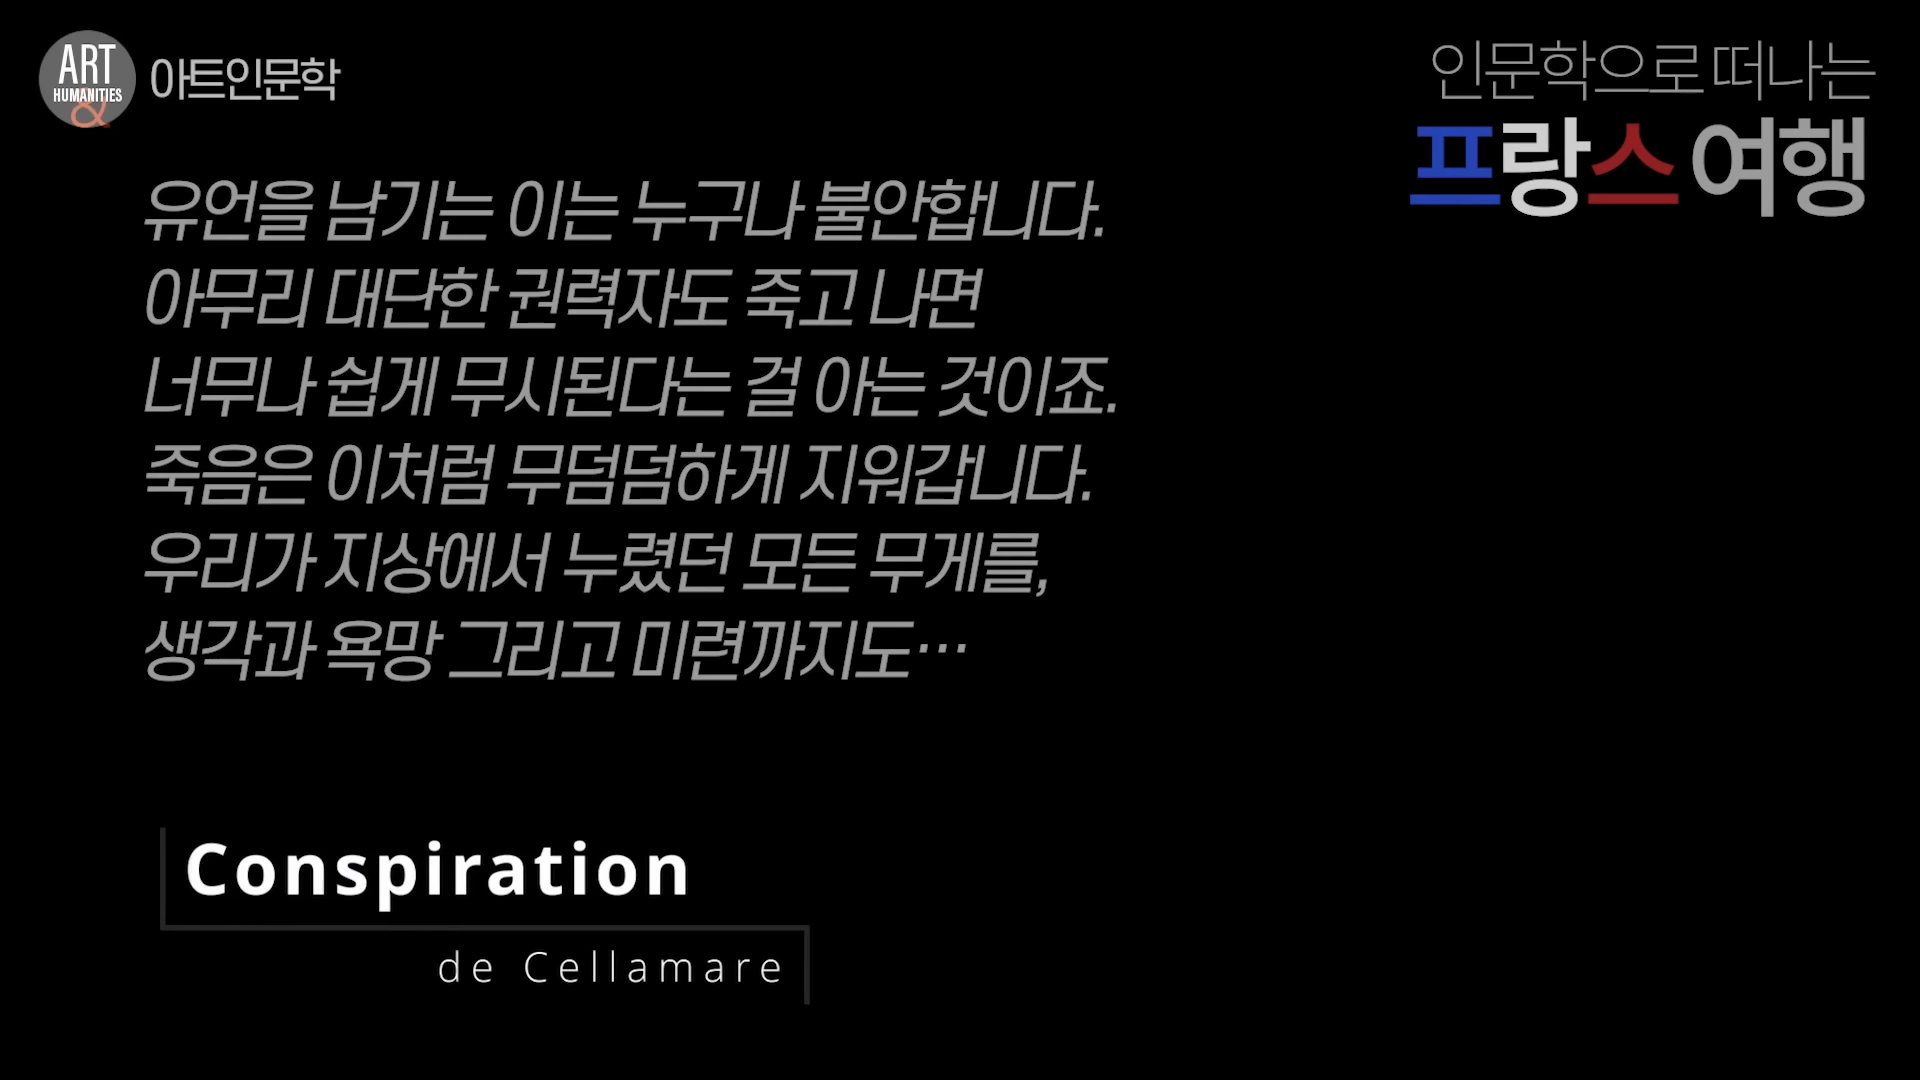 ART
HUMANITIES
&
아트인문학
인문학으로 떠나는
프랑스 여행
유언을 남기는 이는 누구나 불안합니다.
아무리 대단한 권력자도 죽고 나면
너무나 쉽게 무시된다는 걸 아는 것이죠.
죽음은 이처럼 무덤덤하게 지워갑니다.
우리가 지상에서 누렸던 모든 무게를,
생각과 욕망 그리고 미련까지도…
Conspiration
de Cellamare